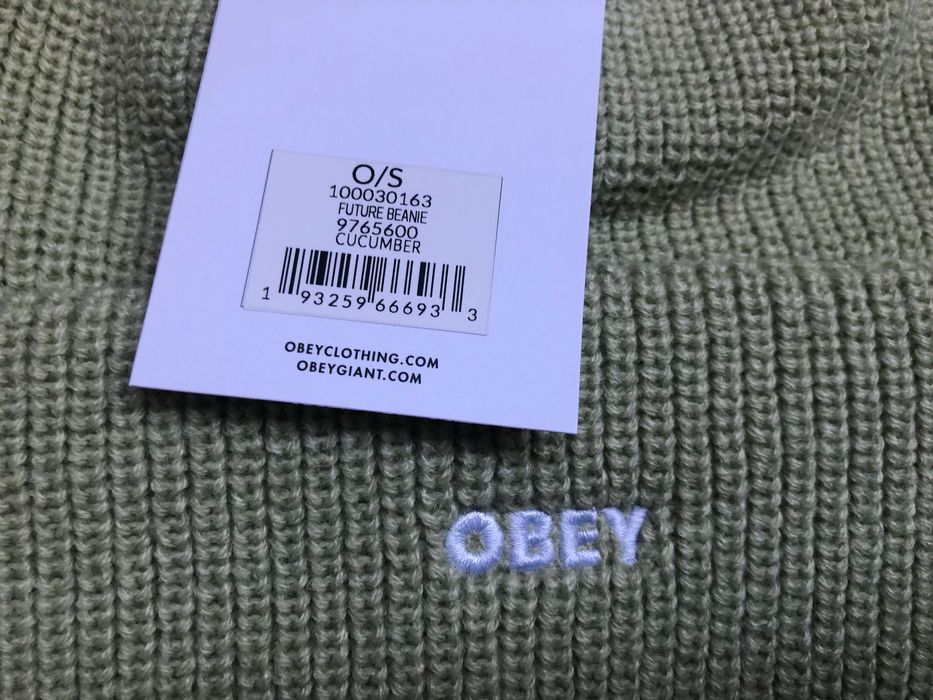 O/S
100030163
FUTURE BEANIE
9765600
CUCUMBER
1 93259 66693 3
OBEYCLOTHING.COM
OBEYGIANT.COM
OBEY